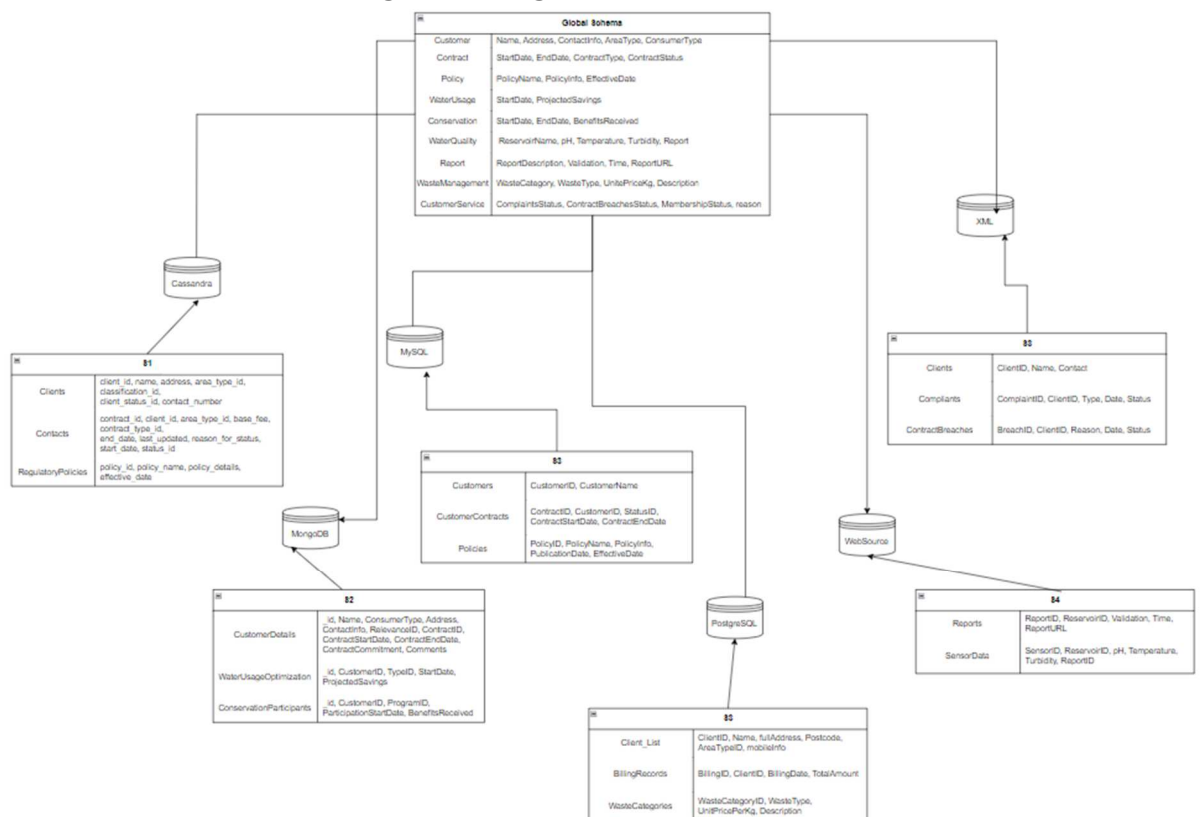 Global Schema
Customer
Name, Address, ContactInfo, AreaType, ConsumerType
Contract
StartDate, EndDate, ContractType, ContractStatus
Policy
PolicyName, PolicyInfo, EffectiveDate
WaterUsage
StartDate, ProjectedSavings
Conservation
StartDate, EndDate, BenefitsReceived
WaterQuality
ReservoirName, pH, Temperature, Turbidity, Report
Report
ReportDescription, Validation, Time, ReportURL
WasteManagement
WasteCategory, WasteType, UnitePriceKg, Description
CustomerService
ComplaintsStatus, ContractBreachesStatus, MembershipStatus, reason
Cassandra
MySQL
XML
MongoDB
PostgreSQL
WebSource
S1
Clients
client_id, name, address, area_type_id,
classification_id,
client_status_id, contact_number
Contacts
contract_id, client_id, area_type_id, base_fee,
contract_type_id,
end_date, last_updated, reason_for_status,
start_date, status_id
RegulatoryPolicies
policy_id, policy_name, policy_details,
effective_date
S3
Customers
CustomerID, CustomerName
CustomerContracts
ContractID, CustomerID, StatusID,
ContractStartDate, ContractEndDate
Policies
PolicyID, PolicyName, PolicyInfo,
PublicationDate, EffectiveDate
S3
Clients
ClientID, Name, Contact
Compliants
ComplaintID, ClientID, Type, Date, Status
ContractBreaches
BreachID, ClientID, Reason, Date, Status
S2
CustomerDetails
_id, Name, ConsumerType, Address,
ContactInfo, RelevanceID, ContractID,
ContractStartDate, ContractEndDate,
ContractCommitment, Comments
WaterUsageOptimization
_id, CustomerID, TypeID, StartDate,
ProjectedSavings
ConservationParticipants
_id, CustomerID, ProgramID,
ParticipationStartDate, BenefitsReceived
S4
Reports
ReportID, ReservoirID, Validation, Time,
ReportURL
SensorData
SensorID, ReservoirID, pH, Temperature,
Turbidity, ReportID
S3
Client_List
ClientID, Name, fullAddress, Postcode,
AreaTypeID, mobileInfo
BillingRecords
BillingID, ClientID, BillingDate, TotalAmount
WasteCategories
WasteCategoryID, WasteType,
UnitPricePerKg, Description